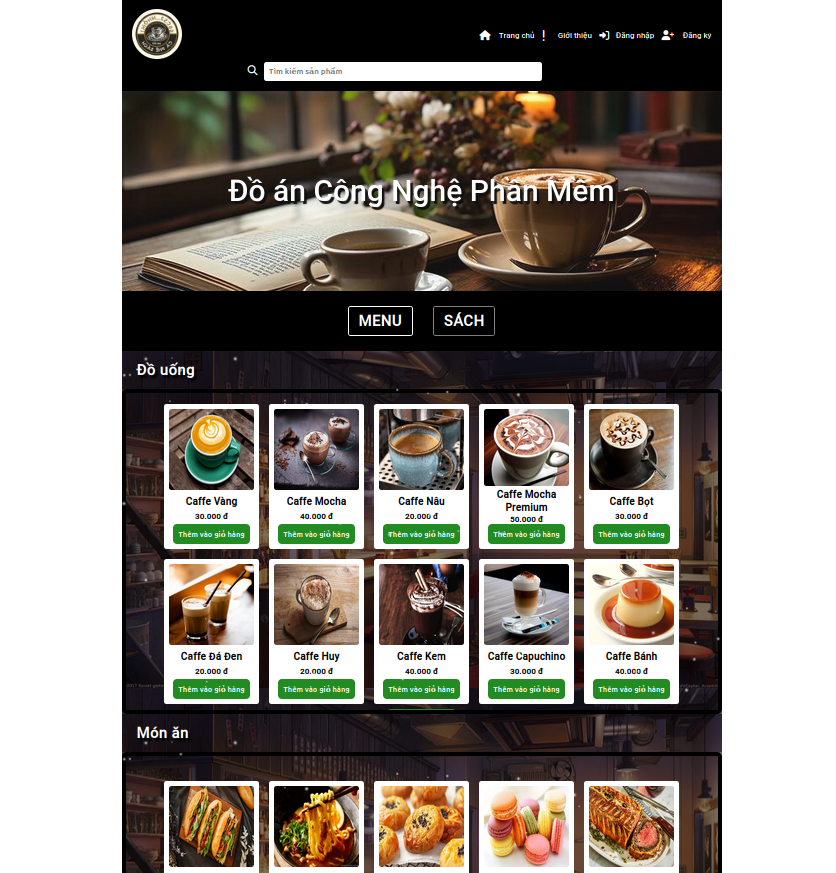 Trang chủ
Giới thiệu
Đăng nhập
Đăng ký
Tìm kiếm sản phẩm
Đồ án Công Nghệ Phần Mềm
MENU
SÁCH
Đồ uống
Caffe Vàng
30.000 đ
Thêm vào giỏ hàng
Caffe Mocha
40.000 đ
Thêm vào giỏ hàng
Caffe Nâu
20.000 đ
Thêm vào giỏ hàng
Caffe Mocha
Premium
50.000 đ
Thêm vào giỏ hàng
Caffe Bọt
30.000 đ
Thêm vào giỏ hàng
Caffe Đá Đen
20.000 đ
Thêm vào giỏ hàng
Caffe Huy
20.000 đ
Thêm vào giỏ hàng
Caffe Kem
40.000 đ
Thêm vào giỏ hàng
Caffe Capuchino
30.000 đ
Thêm vào giỏ hàng
Caffe Bánh
40.000 đ
Thêm vào giỏ hàng
Món ăn